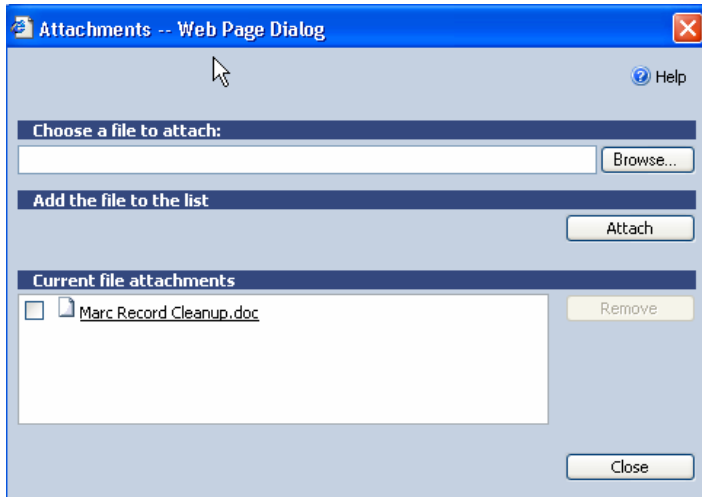 Attachments -- Web Page Dialog
Help
Choose a file to attach:
Browse...
Add the file to the list
Attach
Current file attachments
Marc Record Cleanup.doc
Remove
Close